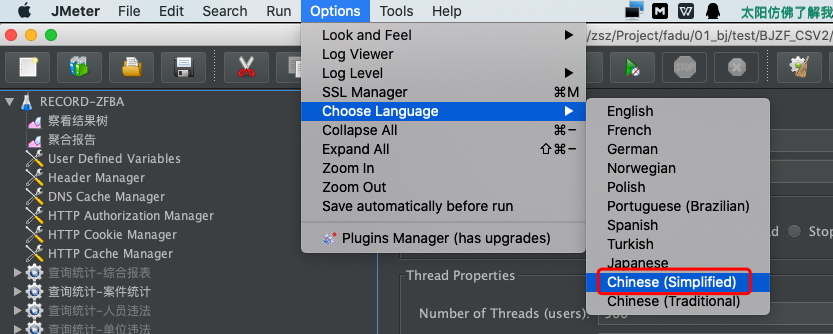 JMeter File Edit Search Run Options Tools Help 太阳仿佛了解我
/zsz/Project/fadu/01_bj/test/BJZF_CSV2/
Look and Feel
Log Viewer
Log Level
SSL Manager ⌘M
Choose Language
Collapse All ⌘−
Expand All ⇧⌘−
Zoom In
Zoom Out
Save automatically before run
Plugins Manager (has upgrades)
English
French
German
Norwegian
Polish
Portuguese (Brazilian)
Spanish
Turkish
Japanese
Chinese (Simplified)
Chinese (Traditional)
STOP
RECORD-ZFBA
察看结果树
聚合报告
User Defined Variables
Header Manager
DNS Cache Manager
HTTP Authorization Manager
HTTP Cookie Manager
HTTP Cache Manager
查询统计-综合报表
查询统计-案件统计
查询统计-人员违法
查询统计-单位违法
Stop
Thread Properties
Number of Threads (users):